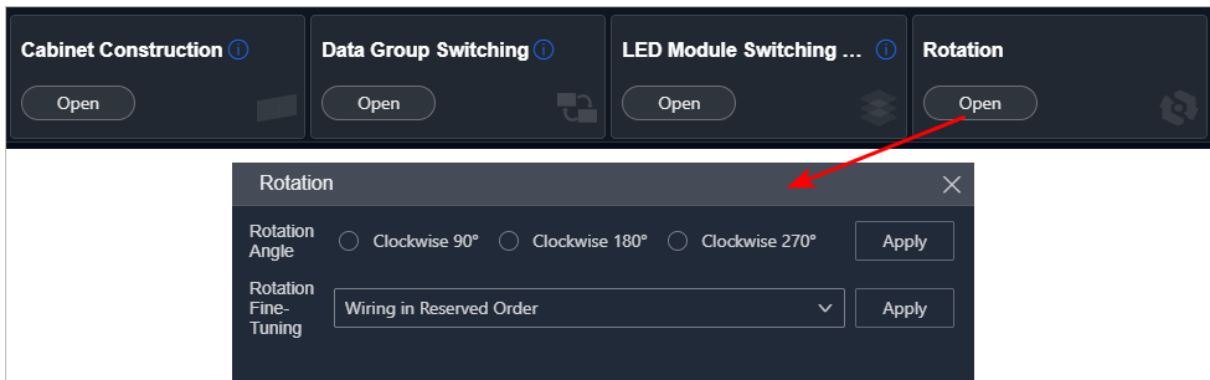 Cabinet Construction
Data Group Switching
LED Module Switching ...
Rotation
Open
Open
Open
Open
Rotation
Rotation Angle
Clockwise 90°
Clockwise 180°
Clockwise 270°
Apply
Rotation Fine-Tuning
Wiring in Reserved Order
Apply